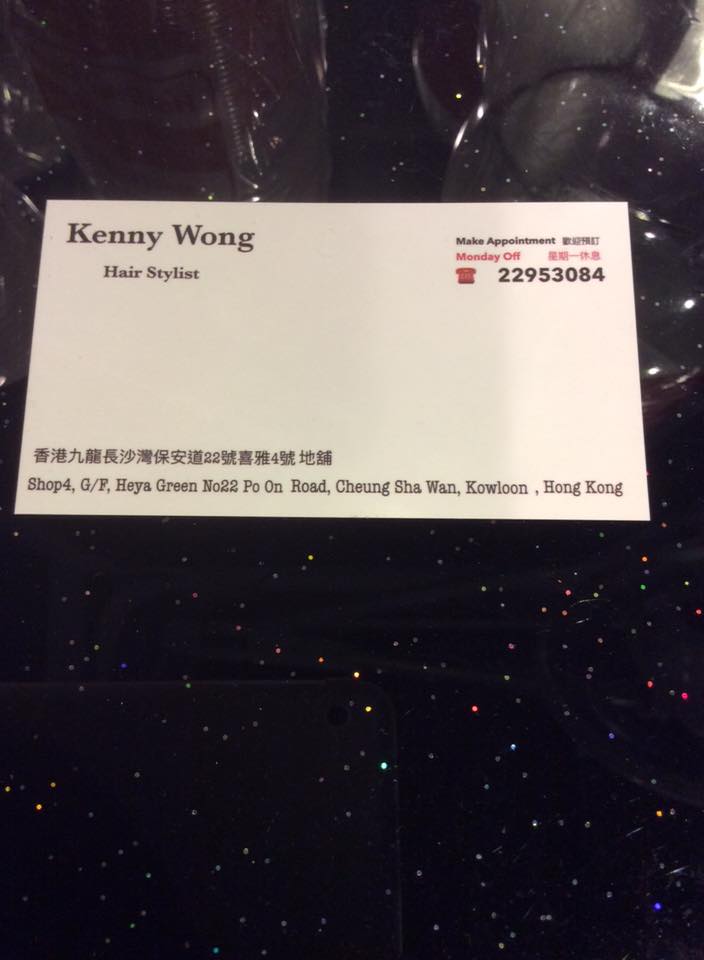 Kenny Wong
Hair Stylist
Make Appointment 歡迎預訂
Monday Off 星期一休息
22953084
香港九龍長沙灣保安道22號喜雅4號 地舖
Shop4, G/F, Heya Green No22 Po On Road, Cheung Sha Wan, Kowloon , Hong Kong